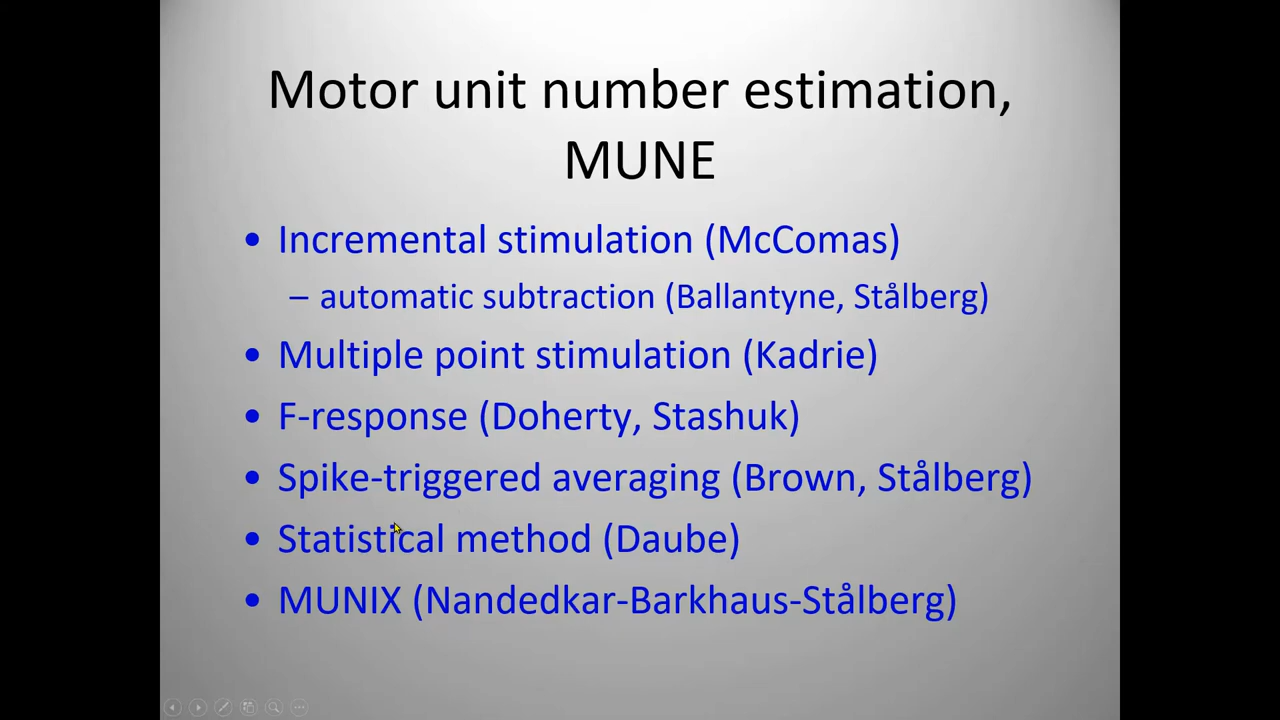 Motor unit number estimation,
MUNE
• Incremental stimulation (McComas)
– automatic subtraction (Ballantyne, Stålberg)
• Multiple point stimulation (Kadrie)
• F-response (Doherty, Stashuk)
• Spike-triggered averaging (Brown, Stålberg)
• Statistical method (Daube)
• MUNIX (Nandedkar-Barkhaus-Stålberg)